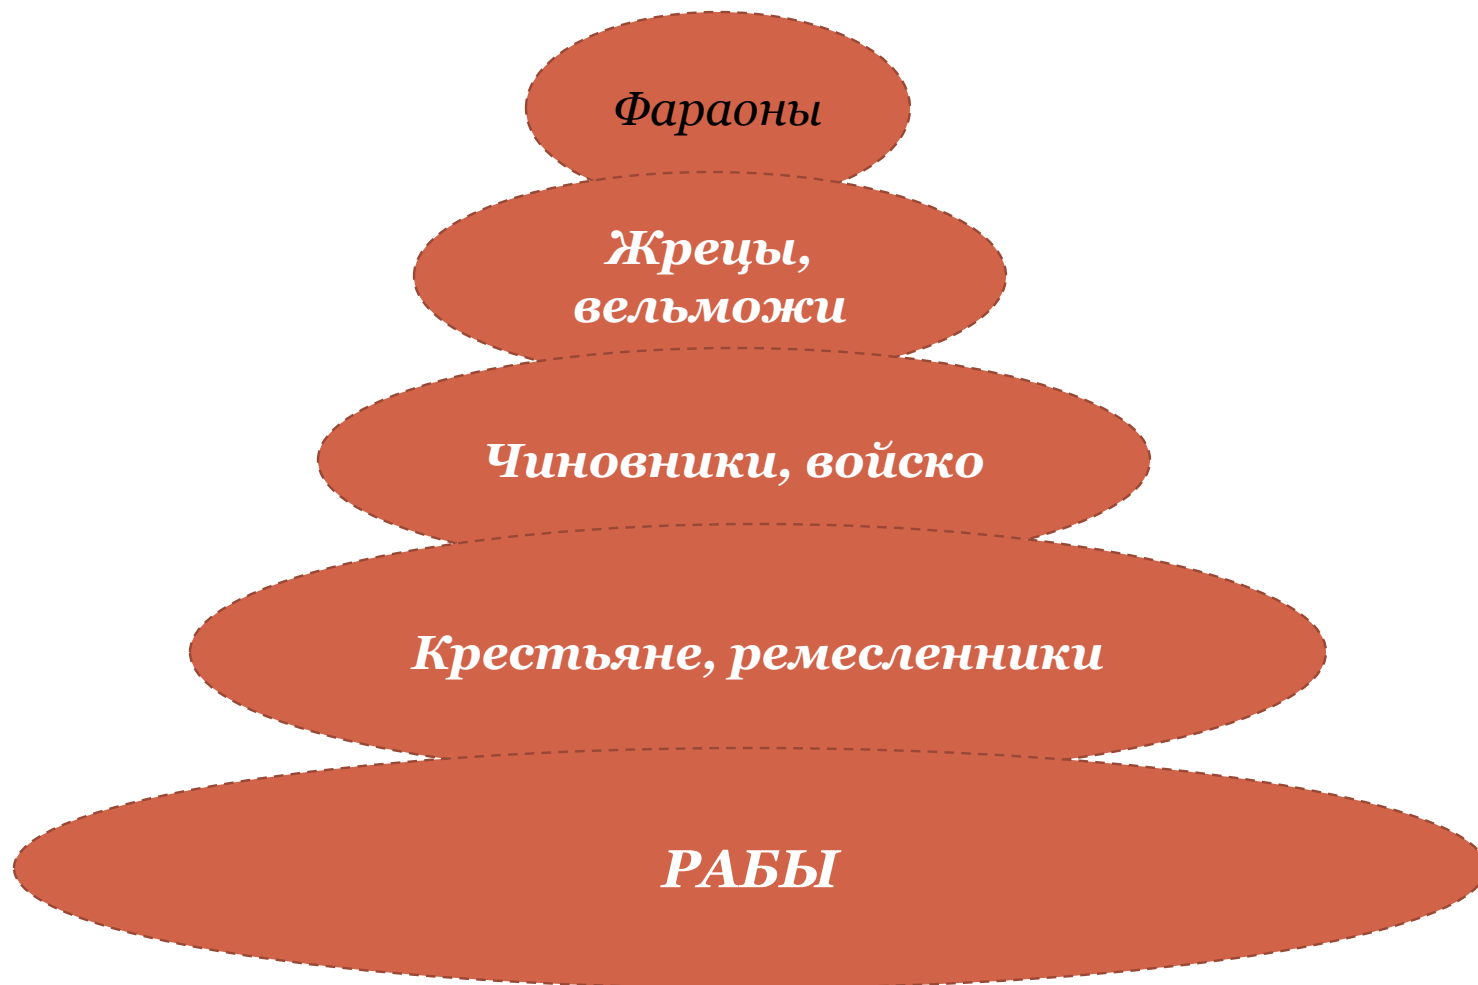 Фараоны
Жрецы,
вельможи
Чиновники, войско
Крестьяне, ремесленники
РАБЫ